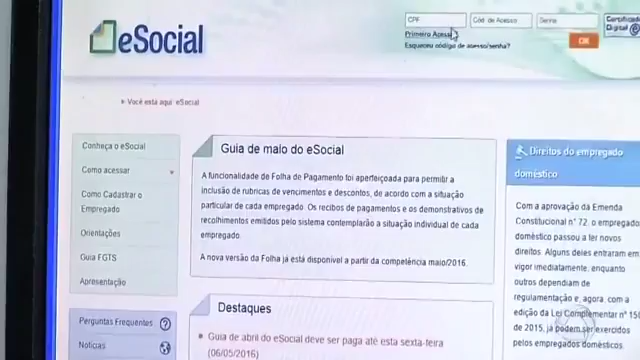 eSocial
CPF
Cód. de Acesso
Senha
Certificado
Digital
Primeiro Acesso
OK
Esqueceu código de acesso/senha?
Você está aqui: eSocial
Conheça o eSocial
Como acessar
Como Cadastrar o
Empregado
Orientações
Guia FGTS
Apresentação
Perguntas Frequentes
Notícias
Guia de maio do eSocial
A funcionalidade de Folha de Pagamento foi aperfeiçoada para permitir a
inclusão de rubricas de vencimentos e descontos, de acordo com a situação
particular de cada empregado. Os recibos de pagamentos e os demonstrativos de
recolhimentos emitidos pelo sistema contemplarão a situação individual de cada
empregado.
A nova versão da Folha já está disponível a partir da competência maio/2016.
Destaques
Guia de abril do eSocial deve ser paga até esta sexta-feira
(06/05/2016)
Direitos do empregado
doméstico
Com a aprovação da Emenda
Constitucional nº 72, o empregado
doméstico passou a ter novos
direitos. Alguns deles entraram em
vigor imediatamente, enquanto
outros dependiam de
regulamentação e, agora, com a
edição da Lei Complementar nº 150
de 2015, já podem ser exercidos
pelos empregados domésticos.